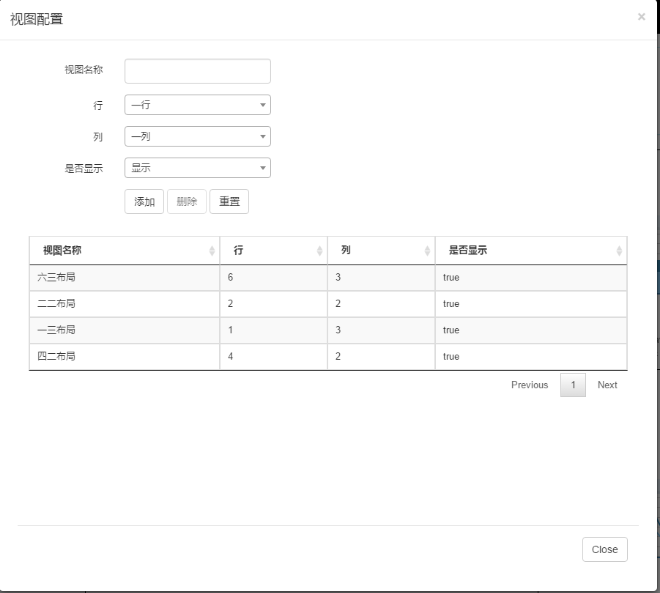 视图配置 ×
视图名称
行 一行
列 一列
是否显示 显示
添加 删除 重置
视图名称 行 列 是否显示
六三布局 6 3 true
二二布局 2 2 true
一三布局 1 3 true
四二布局 4 2 true
Previous 1 Next
Close